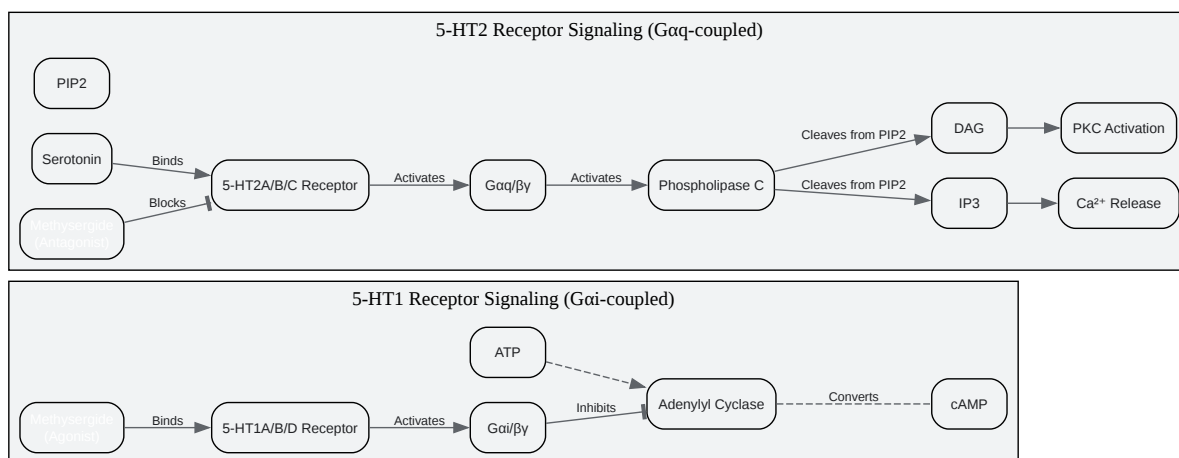 5-HT2 Receptor Signaling (Gαq-coupled)
PIP2
Serotonin
Methysergide
(Antagonist)
Binds
Blocks
5-HT2A/B/C Receptor
Activates
Gαq/βγ
Activates
Phospholipase C
Cleaves from PIP2
Cleaves from PIP2
DAG
IP3
PKC Activation
Ca²⁺ Release
5-HT1 Receptor Signaling (Gαi-coupled)
Methysergide
(Agonist)
Binds
5-HT1A/B/D Receptor
Activates
ATP
Gαi/βγ
Inhibits
Adenylyl Cyclase
Converts
cAMP